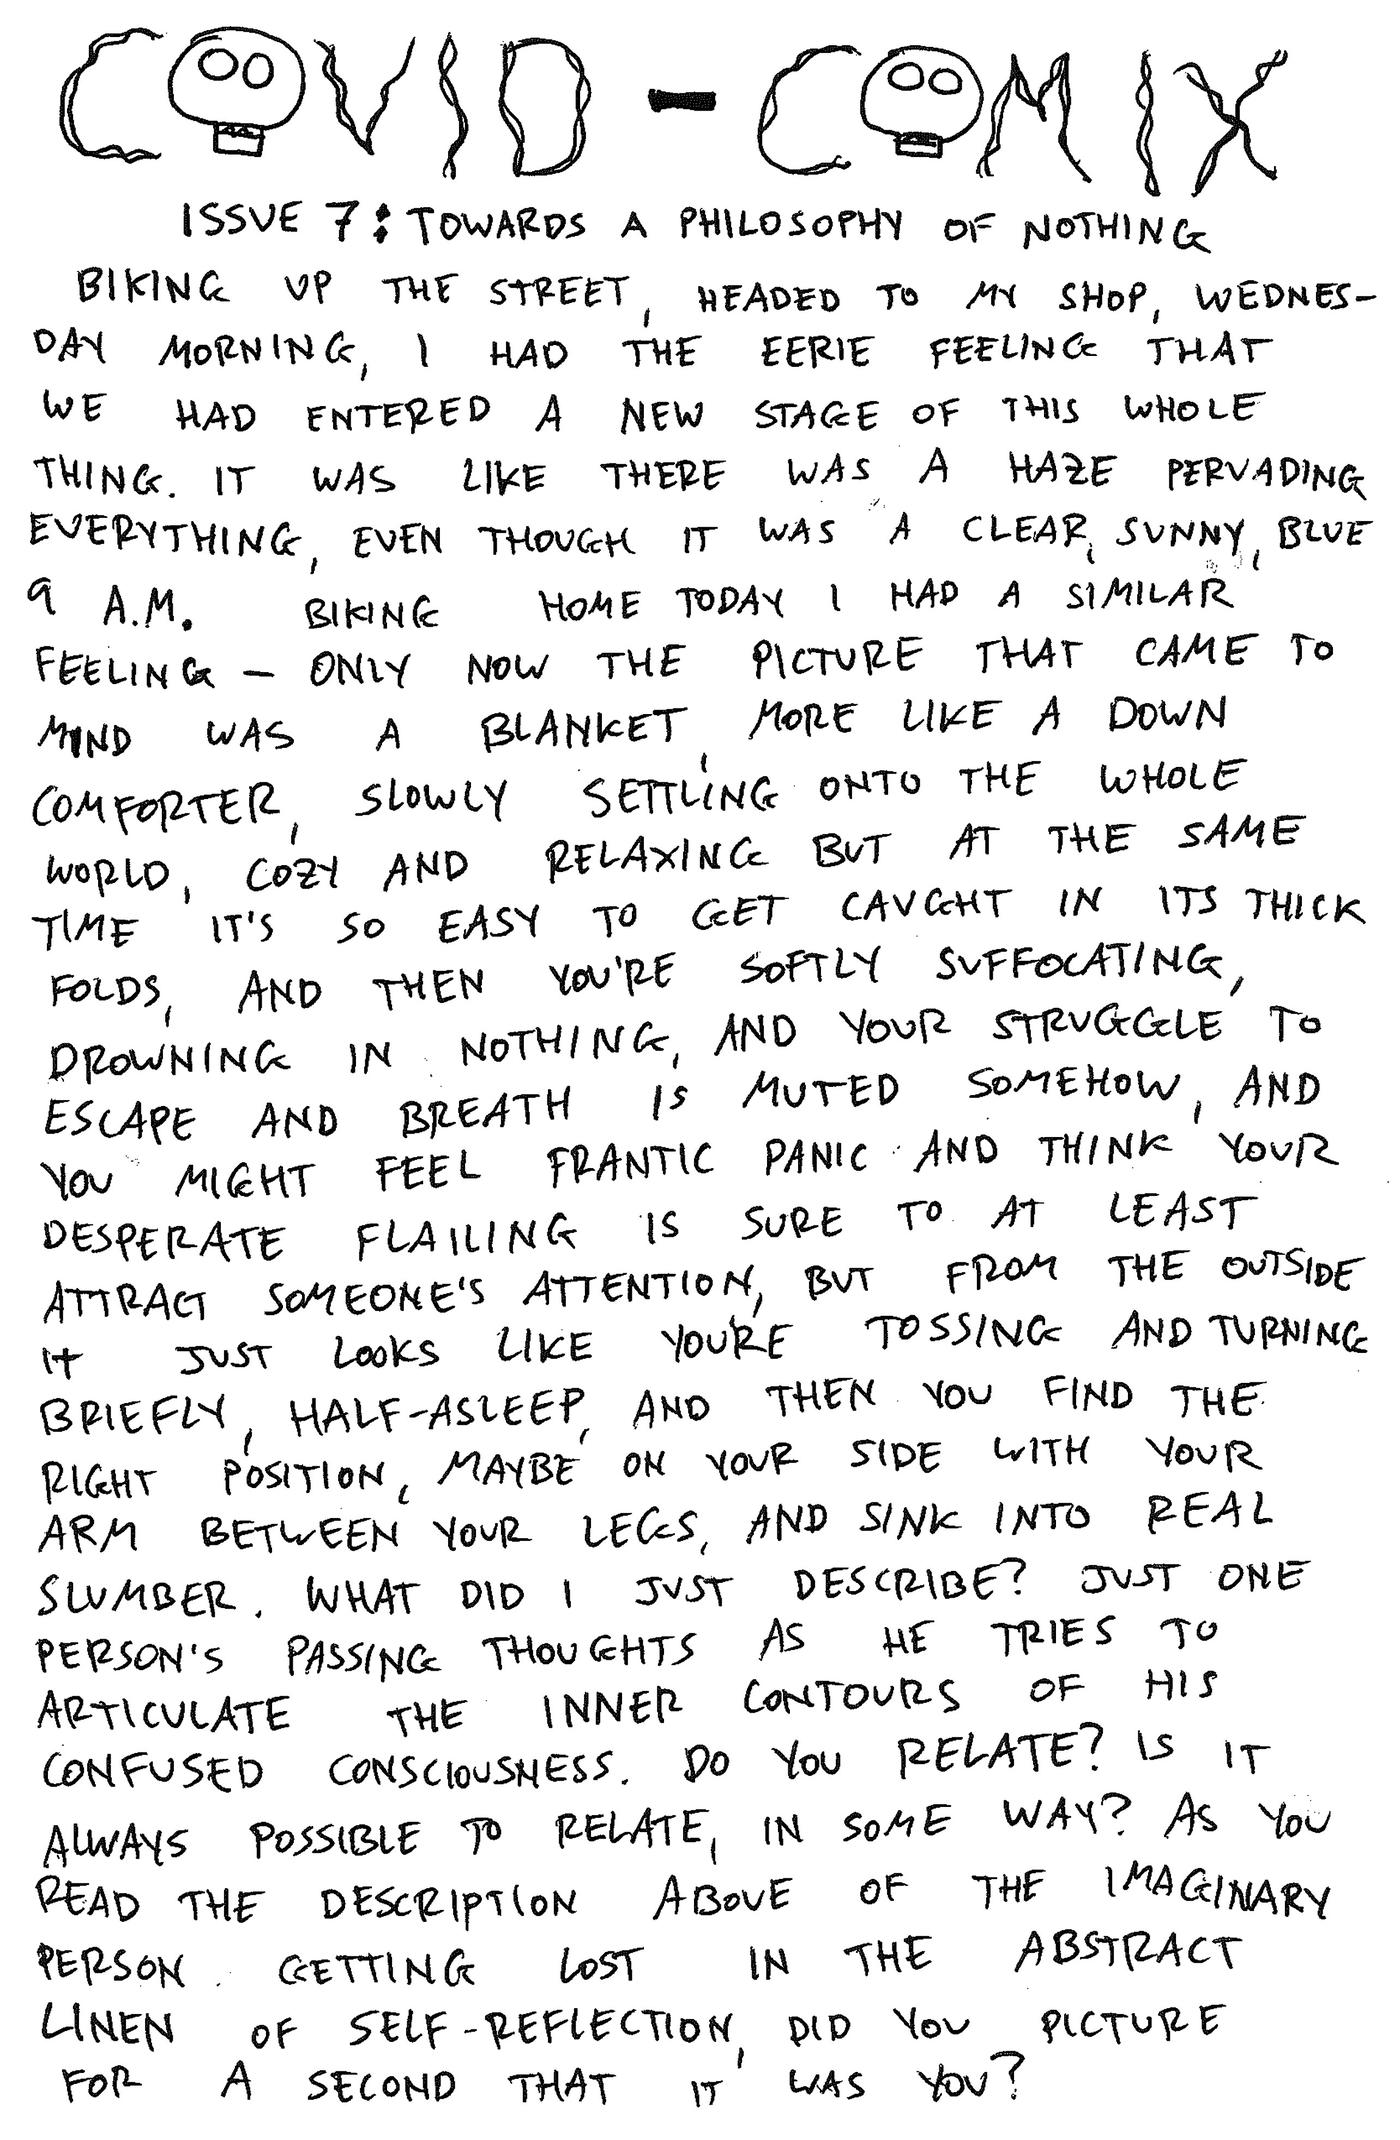 COVID-COMIX
ISSUE 7: TOWARDS A PHILOSOPHY OF NOTHING
BIKING UP THE STREET, HEADED TO MY SHOP, WEDNES-
DAY MORNING, I HAD THE EERIE FEELING THAT
WE HAD ENTERED A NEW STAGE OF THIS WHOLE
THING. IT WAS LIKE THERE WAS A HAZE PERVADING
EVERYTHING, EVEN THOUGH IT WAS A CLEAR, SUNNY, BLUE
9 A.M. BIKING HOME TODAY I HAD A SIMILAR
FEELING – ONLY NOW THE PICTURE THAT CAME TO
MIND WAS A BLANKET, MORE LIKE A DOWN
COMFORTER, SLOWLY SETTLING ONTO THE WHOLE
WORLD, COZY AND RELAXING BUT AT THE SAME
TIME IT'S SO EASY TO GET CAUGHT IN ITS THICK
FOLDS, AND THEN YOU'RE SOFTLY SUFFOCATING,
DROWNING IN NOTHING, AND YOUR STRUGGLE TO
ESCAPE AND BREATH IS MUTED SOMEHOW, AND
YOU MIGHT FEEL FRANTIC PANIC AND THINK YOUR
DESPERATE FLAILING IS SURE TO AT LEAST
ATTRACT SOMEONE'S ATTENTION, BUT FROM THE OUTSIDE
IT JUST LOOKS LIKE YOU'RE TOSSING AND TURNING
BRIEFLY, HALF-ASLEEP, AND THEN YOU FIND THE
RIGHT POSITION, MAYBE ON YOUR SIDE WITH YOUR
ARM BETWEEN YOUR LEGS, AND SINK INTO REAL
SLUMBER. WHAT DID I JUST DESCRIBE? JUST ONE
PERSON'S PASSING THOUGHTS AS HE TRIES TO
ARTICULATE THE INNER CONTOURS OF HIS
CONFUSED CONSCIOUSNESS. DO YOU RELATE? IS IT
ALWAYS POSSIBLE TO RELATE, IN SOME WAY? AS YOU
READ THE DESCRIPTION ABOVE OF THE IMAGINARY
PERSON GETTING LOST IN THE ABSTRACT
LINEN OF SELF-REFLECTION, DID YOU PICTURE
FOR A SECOND THAT IT WAS YOU?